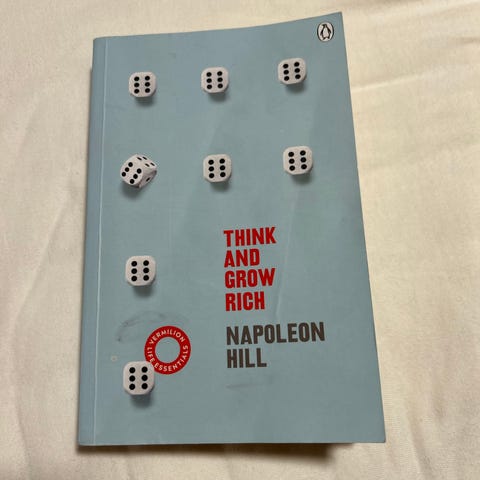 THINK
AND
GROW
RICH
NAPOLEON
HILL
VERMILION
LIFE ESSENTIALS